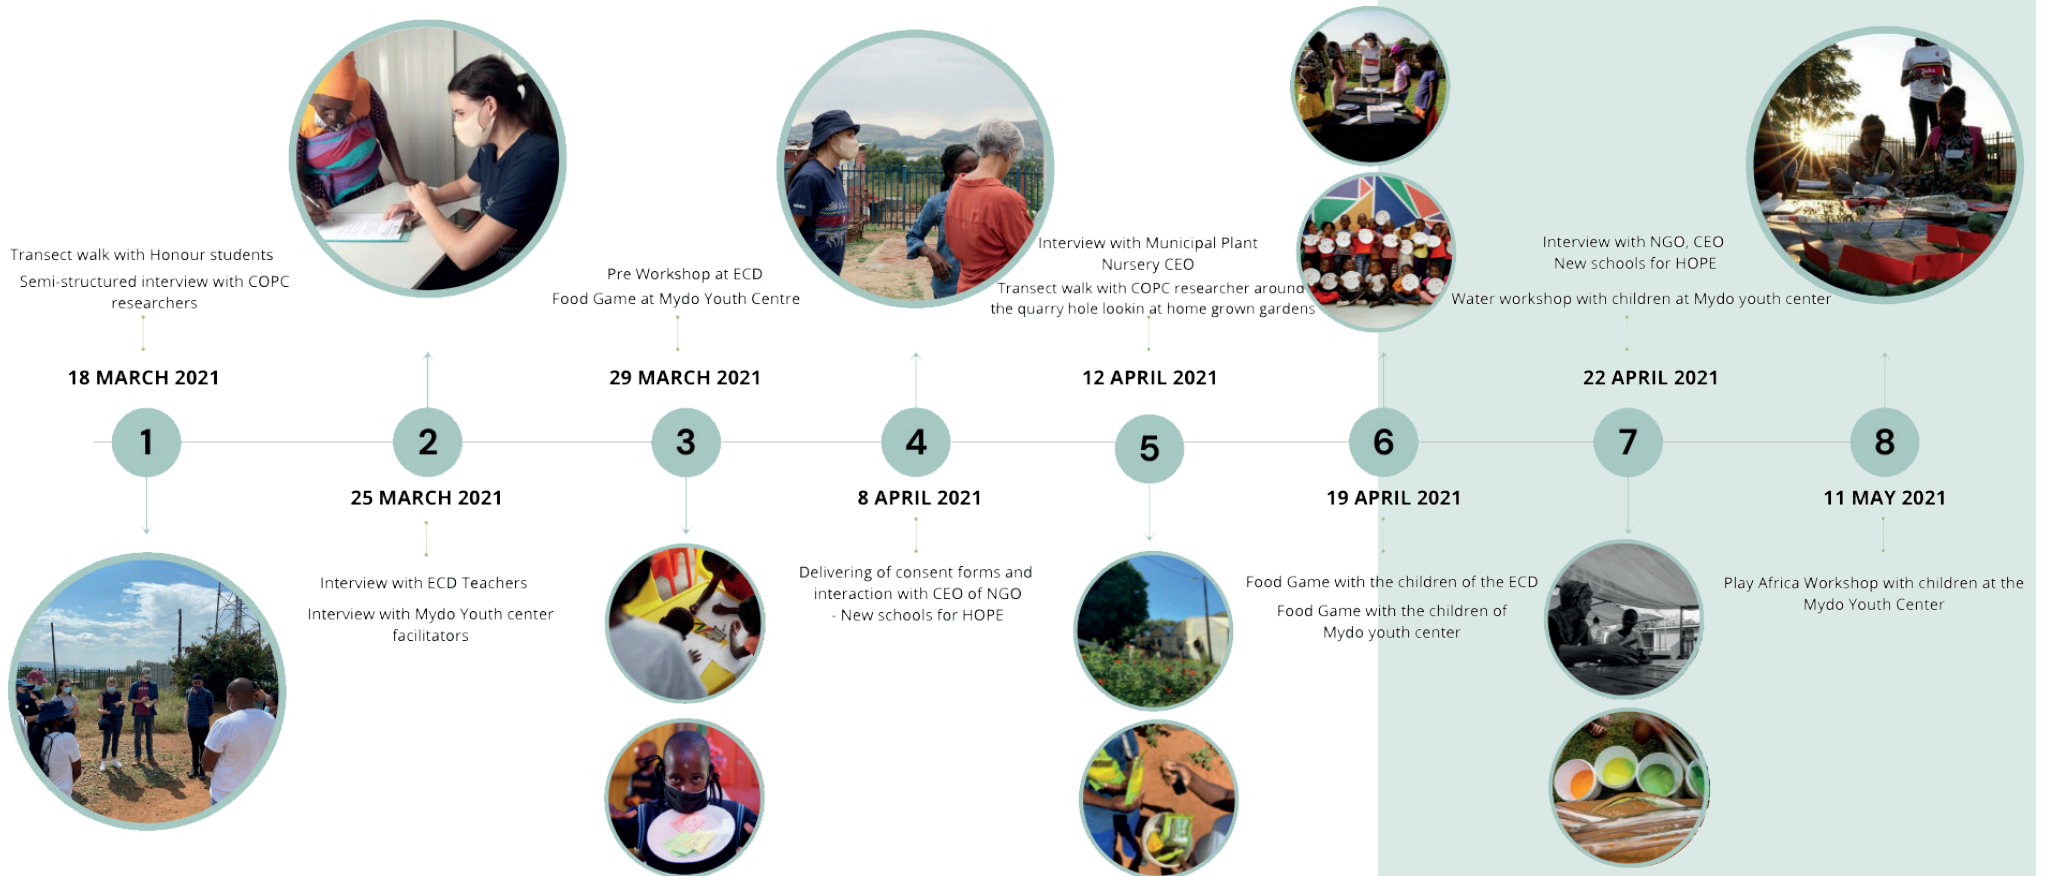 Transect walk with Honour students
Semi-structured interview with COPC
researchers
18 MARCH 2021
1
2
25 MARCH 2021
Interview with ECD Teachers
Interview with Mydo Youth center
facilitators
Pre Workshop at ECD
Food Game at Mydo Youth Centre
29 MARCH 2021
3
4
8 APRIL 2021
Delivering of consent forms and
interaction with CEO of NGO
- New schools for HOPE
Interview with Municipal Plant
Nursery CEO
Transect walk with COPC researcher around
the quarry hole lookin at home grown gardens
12 APRIL 2021
5
6
19 APRIL 2021
Food Game with the children of the ECD
Food Game with the children of
Mydo youth center
Interview with NGO, CEO
New schools for HOPE
Water workshop with children at Mydo youth center
22 APRIL 2021
7
8
11 MAY 2021
Play Africa Workshop with children at the
Mydo Youth Center